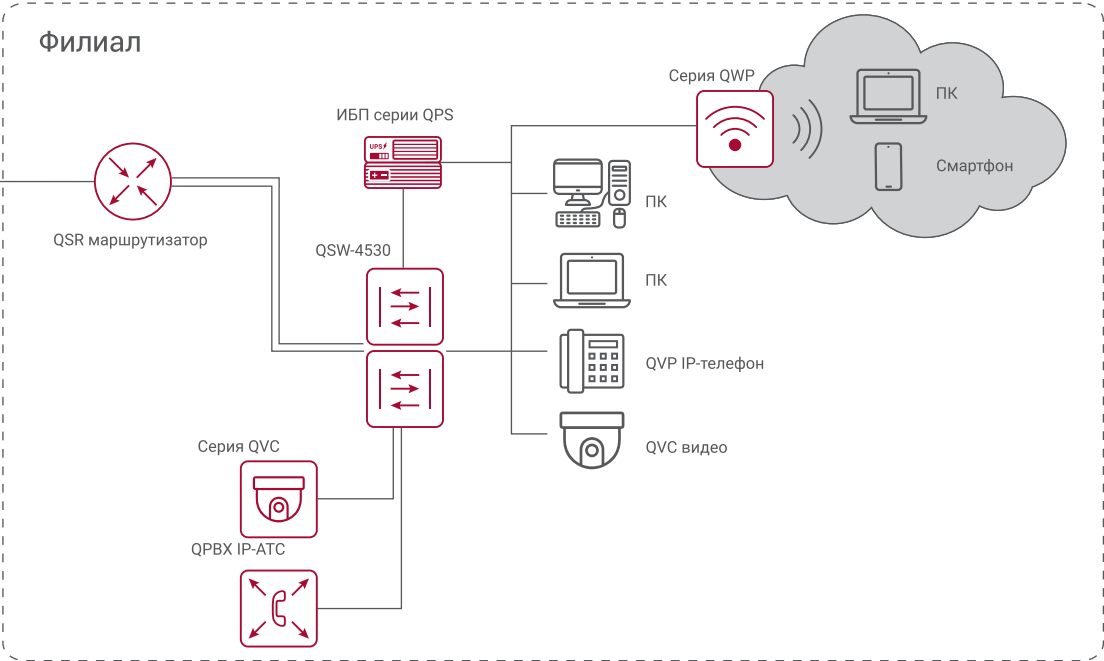 Филиал
Серия QWP
ПК
Смартфон
ИБП серии QPS
UPS
QSR маршрутизатор
QSW-4530
ПК
ПК
QVP IP-телефон
QVC видео
Серия QVC
QPBX IP-АТС